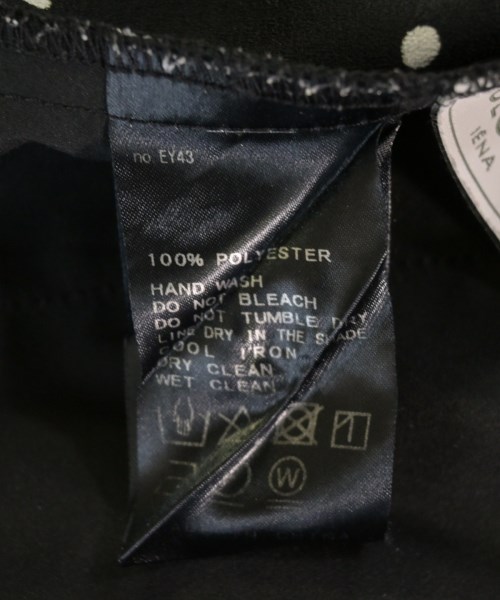 no. EY43
100% POLYESTER
HAND WASH
DO NOT BLEACH
DO NOT TUMBLE DRY
LINE DRY IN THE SHADE
COOL IRON
DRY CLEAN
WET CLEAN
W
IÉNA